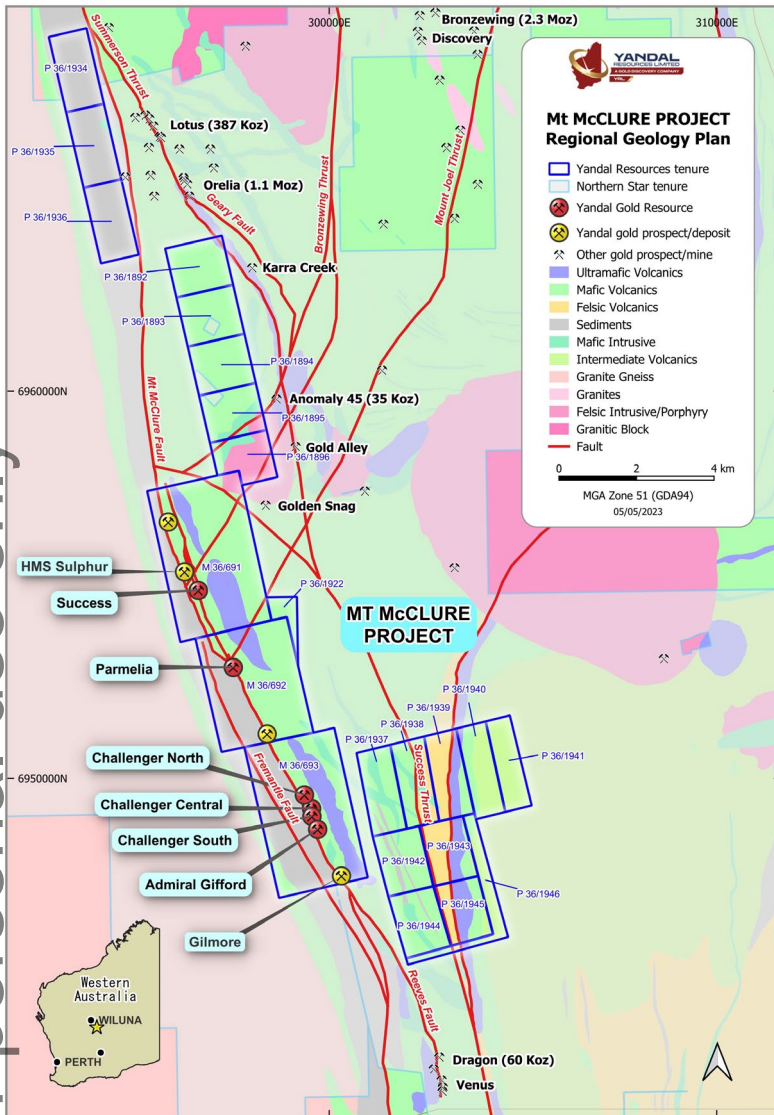 300000E
310000E
Bronzewing (2.3 Moz)
Discovery
Summerson Thrust
P 36/1934
Lotus (387 Koz)
P 36/1935
Orelia (1.1 Moz)
P 36/1936
Geary Fault
Bronzewing Thrust
Mount Joel Thrust
Karra Creek
P 36/1892
P 36/1893
P 36/1894
Mt McClure Fault
6960000N
Anomaly 45 (35 Koz)
P 36/1895
Gold Alley
P 36/1896
Golden Snag
YANDAL
RESOURCES LIMITED
A GOLD DISCOVERY COMPANY
YRL
Mt McCLURE PROJECT
Regional Geology Plan
Yandal Resources tenure
Northern Star tenure
Yandal Gold Resource
Yandal gold prospect/deposit
Other gold prospect/mine
Ultramafic Volcanics
Mafic Volcanics
Felsic Volcanics
Sediments
Mafic Intrusive
Intermediate Volcanics
Granite Gneiss
Granites
Felsic Intrusive/Porphyry
Granitic Block
Fault
0 2 4 km
MGA Zone 51 (GDA94)
05/05/2023
HMS Sulphur
M 36/691
Success
P 36/1922
MT McCLURE
PROJECT
Parmelia
M 36/692
P 36/1940
P 36/1939
P 36/1938
P 36/1937
P 36/1941
Challenger North
M 36/693
6950000N
Success Thrust
Challenger Central
Fremantle Fault
Challenger South
P 36/1942
P 36/1943
Admiral Gifford
P 36/1946
P 36/1945
Gilmore
P 36/1944
Reeves Fault
Western
Australia
WILUNA
PERTH
Dragon (60 Koz)
Venus